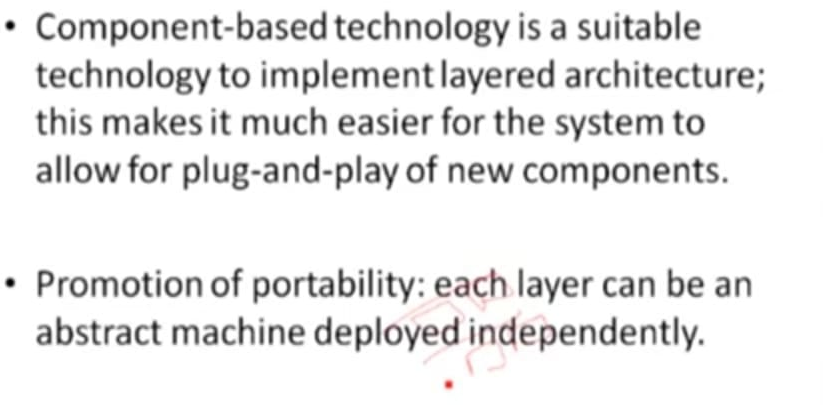 • Component-based technology is a suitable
technology to implement layered architecture;
this makes it much easier for the system to
allow for plug-and-play of new components.
• Promotion of portability: each layer can be an
abstract machine deployed independently.